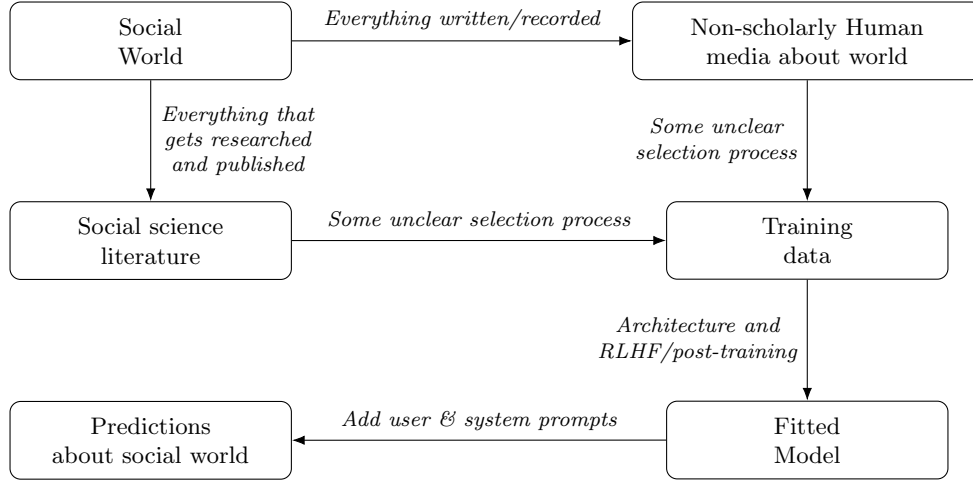 Social
World
Everything written/recorded
Non-scholarly Human
media about world
Everything that
gets researched
and published
Some unclear
selection process
Social science
literature
Some unclear selection process
Training
data
Architecture and
RLHF/post-training
Predictions
about social world
Add user & system prompts
Fitted
Model